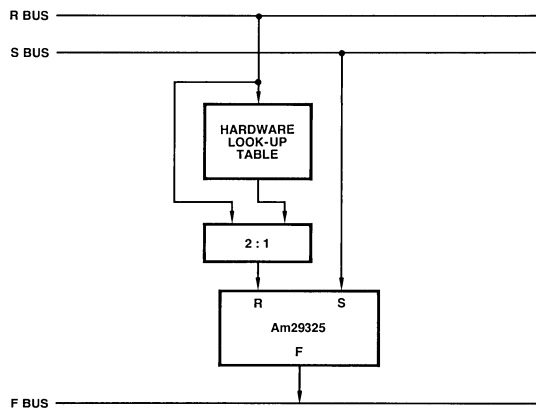 R BUS
S BUS
HARDWARE
LOOK-UP
TABLE
2 : 1
R S
Am29325
F
F BUS